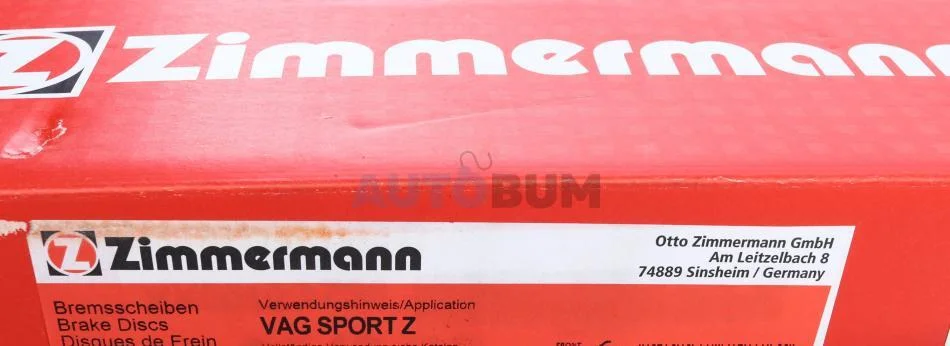 Zimmermann
AUTOBUM
Zimmermann
Otto Zimmermann GmbH
Am Leitzelbach 8
74889 Sinsheim / Germany
Bremsscheiben
Brake Discs
Disques de Frein
Verwendungshinweis/Application
VAG SPORT Z
FRONT